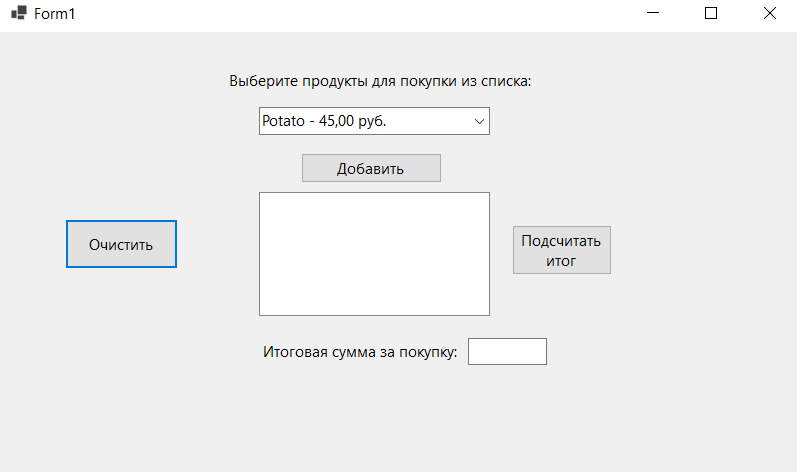 Form1
Выберите продукты для покупки из списка:
Potato - 45,00 руб.
Добавить
Очистить
Подсчитать
итог
Итоговая сумма за покупку: